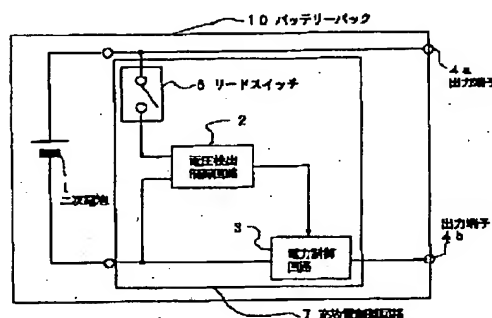 10 バッテリーパック
4a
出力端子
6 リードスイッチ
2
電圧検出
制御回路
二次電池
出力端子
4b
3
電力制御
回路
7